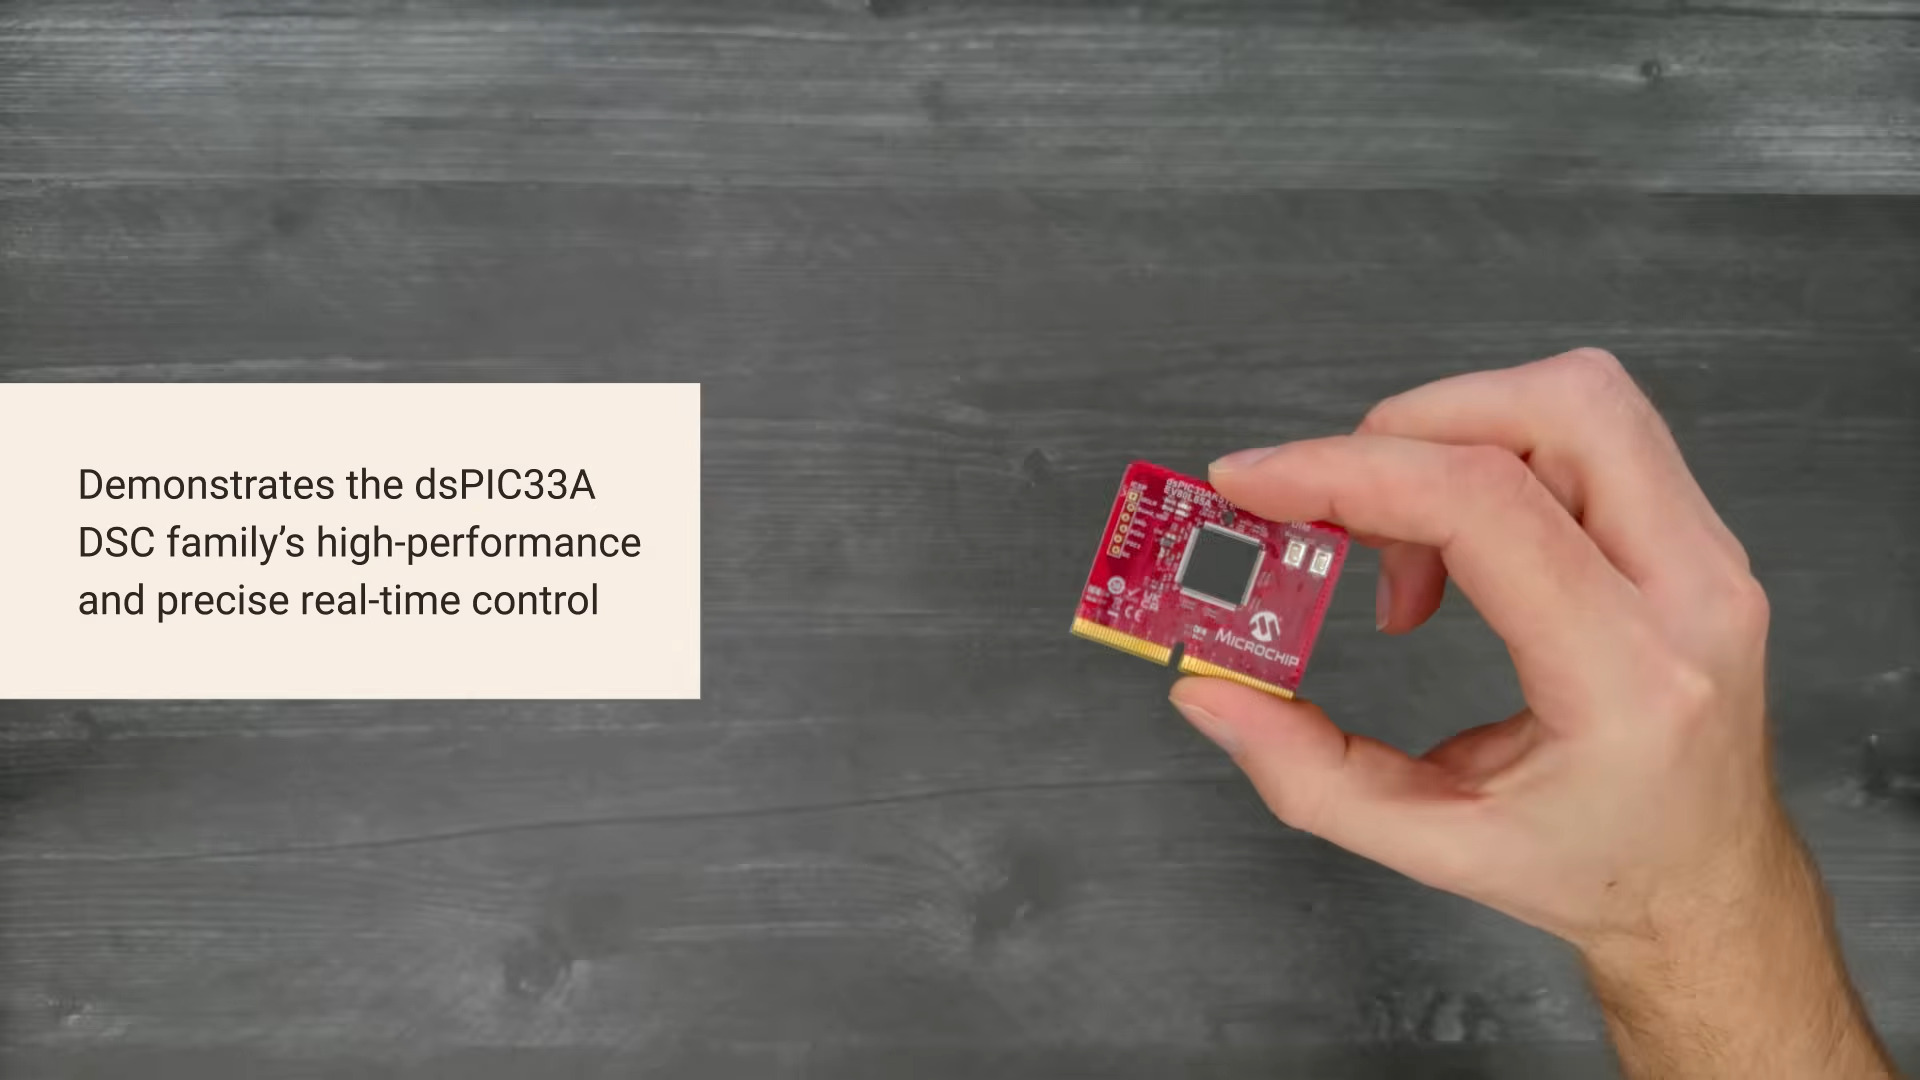 Demonstrates the dsPIC33A
DSC family’s high-performance
and precise real-time control
MICROCHIP